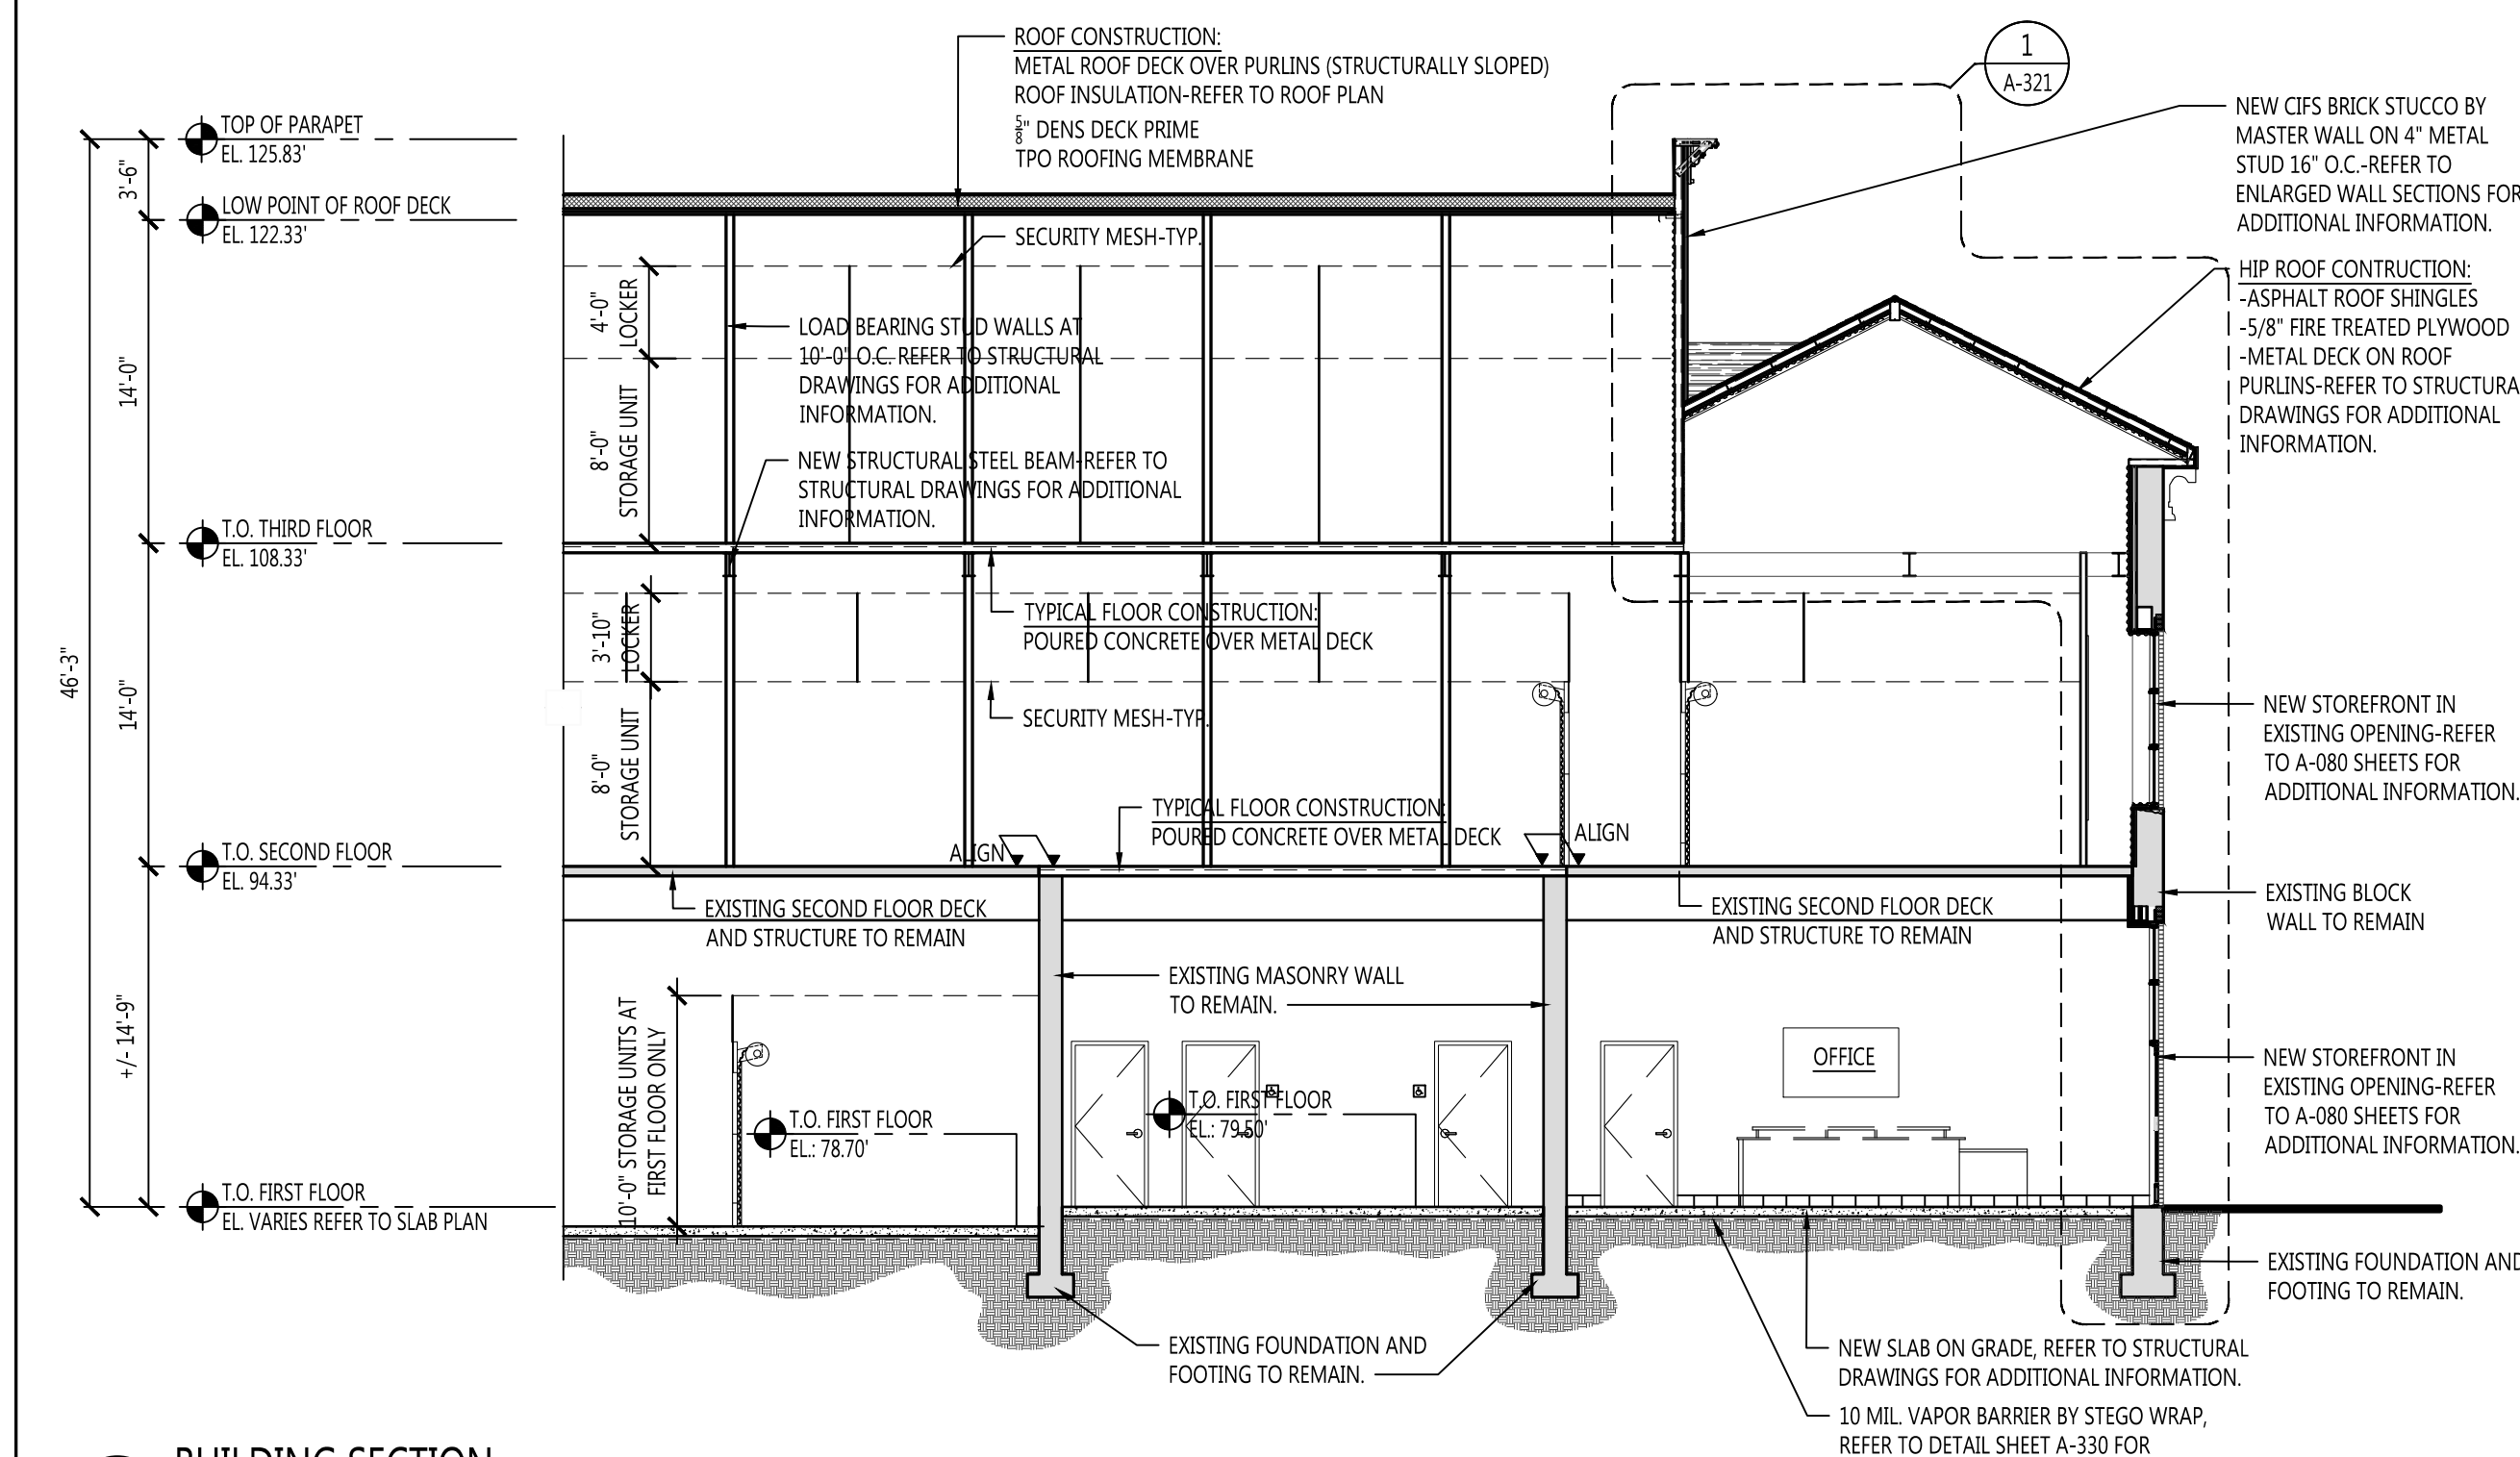 ROOF CONSTRUCTION:
METAL ROOF DECK OVER PURLINS (STRUCTURALLY SLOPED)
ROOF INSULATION-REFER TO ROOF PLAN
5/8" DENS DECK PRIME
TPO ROOFING MEMBRANE
1
A-321
NEW CIFS BRICK STUCCO BY
MASTER WALL ON 4" METAL
STUD 16" O.C.-REFER TO
ENLARGED WALL SECTIONS FOR
ADDITIONAL INFORMATION.
HIP ROOF CONTRUCTION:
-ASPHALT ROOF SHINGLES
-5/8" FIRE TREATED PLYWOOD
-METAL DECK ON ROOF
PURLINS-REFER TO STRUCTURA
DRAWINGS FOR ADDITIONAL
INFORMATION.
TOP OF PARAPET
EL. 125.83'
3'-6"
LOW POINT OF ROOF DECK
EL. 122.33'
SECURITY MESH-TYP.
4'-0"
LOCKER
LOAD BEARING STUD WALLS AT
10'-0" O.C. REFER TO STRUCTURAL
DRAWINGS FOR ADDITIONAL
INFORMATION.
14'-0"
8'-0"
STORAGE UNIT
NEW STRUCTURAL STEEL BEAM-REFER TO
STRUCTURAL DRAWINGS FOR ADDITIONAL
INFORMATION.
T.O. THIRD FLOOR
EL. 108.33'
TYPICAL FLOOR CONSTRUCTION:
POURED CONCRETE OVER METAL DECK
3'-10"
LOCKER
46'-3"
14'-0"
SECURITY MESH-TYP.
8'-0"
STORAGE UNIT
NEW STOREFRONT IN
EXISTING OPENING-REFER
TO A-080 SHEETS FOR
ADDITIONAL INFORMATION.
TYPICAL FLOOR CONSTRUCTION:
POURED CONCRETE OVER METAL DECK
ALIGN
ALIGN
T.O. SECOND FLOOR
EL. 94.33'
EXISTING SECOND FLOOR DECK
AND STRUCTURE TO REMAIN
EXISTING SECOND FLOOR DECK
AND STRUCTURE TO REMAIN
EXISTING BLOCK
WALL TO REMAIN
EXISTING MASONRY WALL
TO REMAIN.
+/- 14'-9"
10'-0" STORAGE UNITS AT
FIRST FLOOR ONLY
OFFICE
NEW STOREFRONT IN
EXISTING OPENING-REFER
TO A-080 SHEETS FOR
ADDITIONAL INFORMATION.
T.O. FIRST FLOOR
EL.: 78.70'
T.O. FIRST FLOOR
EL.: 79.50'
T.O. FIRST FLOOR
EL. VARIES REFER TO SLAB PLAN
EXISTING FOUNDATION AND
FOOTING TO REMAIN.
EXISTING FOUNDATION AND
FOOTING TO REMAIN.
NEW SLAB ON GRADE, REFER TO STRUCTURAL
DRAWINGS FOR ADDITIONAL INFORMATION.
10 MIL. VAPOR BARRIER BY STEGO WRAP,
REFER TO DETAIL SHEET A-330 FOR
BUILDING SECTION